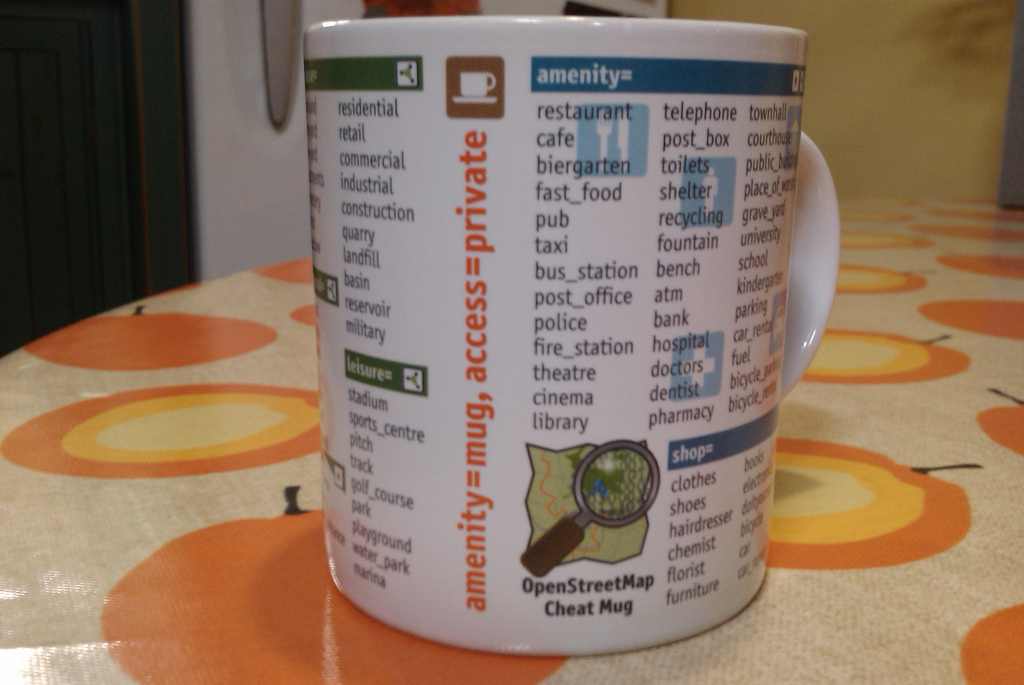 residential
retail
commercial
industrial
construction
quarry
landfill
basin
reservoir
military
leisure=
stadium
sports_centre
pitch
track
golf_course
park
playground
water_park
marina
amenity=mug, access=private
amenity=
restaurant
cafe
biergarten
fast_food
pub
taxi
bus_station
post_office
police
fire_station
theatre
cinema
library
telephone
post_box
toilets
shelter
recycling
fountain
bench
atm
bank
hospital
doctors
dentist
pharmacy
townhall
courthouse
grave_yard
university
school
kindergarten
parking
fuel
shop=
clothes
shoes
hairdresser
chemist
florist
furniture
books
bicycle
car
OpenStreetMap
Cheat Mug